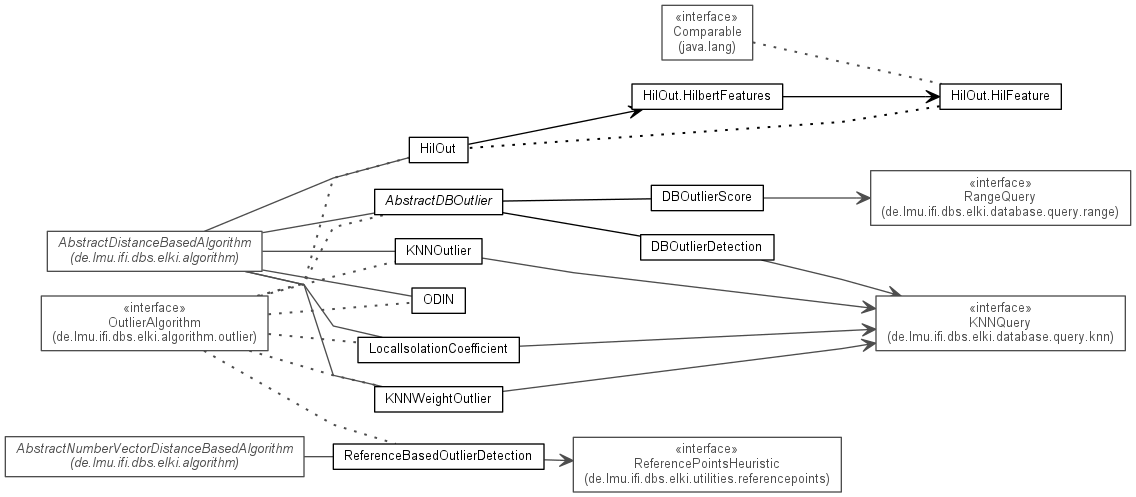 «interface»
Comparable
(java.lang)
HilOut.HilbertFeatures
HilOut.HilFeature
HilOut
«interface»
RangeQuery
(de.lmu.ifi.dbs.elki.database.query.range)
AbstractDBOutlier
DBOutlierScore
AbstractDistanceBasedAlgorithm
(de.lmu.ifi.dbs.elki.algorithm)
KNNOutlier
DBOutlierDetection
«interface»
OutlierAlgorithm
(de.lmu.ifi.dbs.elki.algorithm.outlier)
ODIN
«interface»
KNNQuery
(de.lmu.ifi.dbs.elki.database.query.knn)
LocalIsolationCoefficient
KNNWeightOutlier
AbstractNumberVectorDistanceBasedAlgorithm
(de.lmu.ifi.dbs.elki.algorithm)
ReferenceBasedOutlierDetection
«interface»
ReferencePointsHeuristic
(de.lmu.ifi.dbs.elki.utilities.referencepoints)